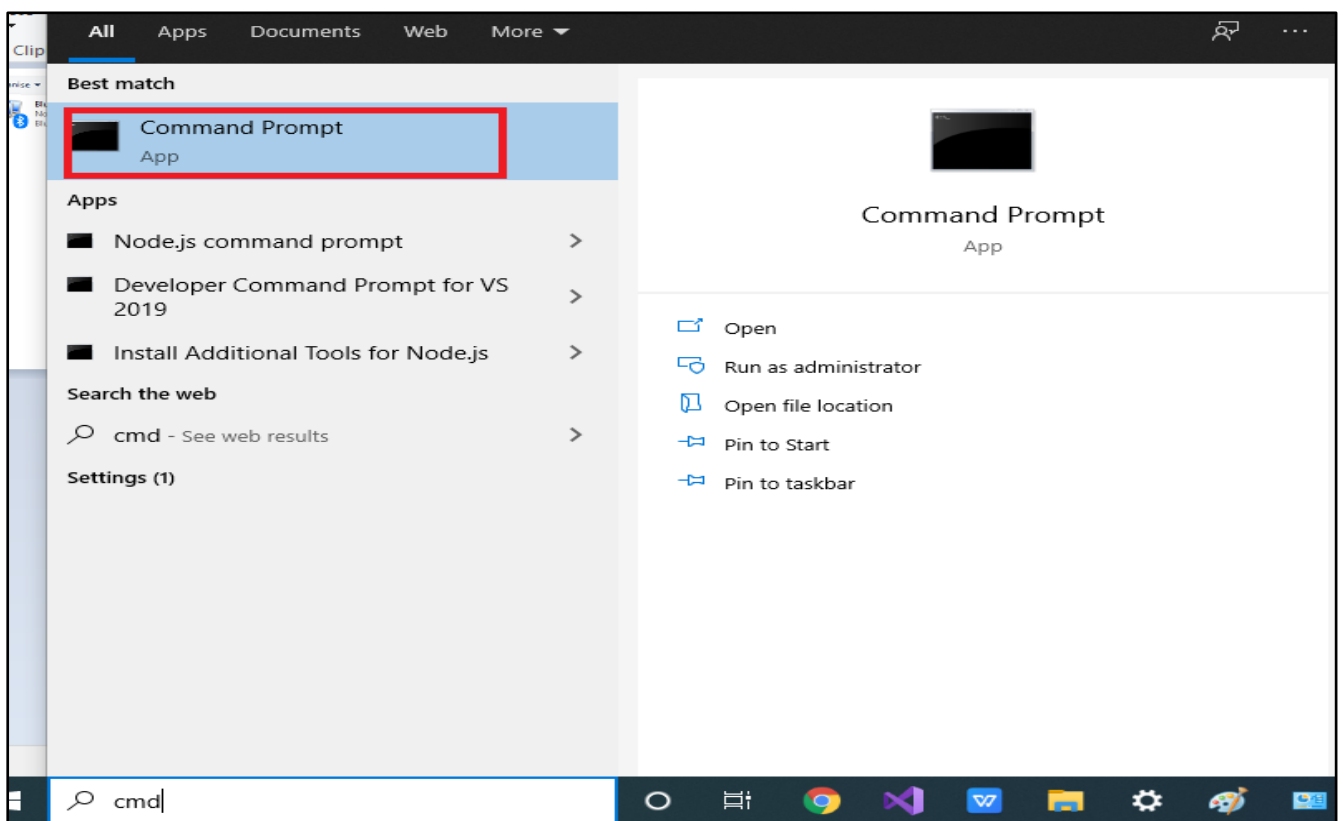 All Apps Documents Web More
Clip
Best match
Command Prompt
App
Apps
Node.js command prompt
Developer Command Prompt for VS
2019
Install Additional Tools for Node.js
Search the web
cmd - See web results
Settings (1)
Command Prompt
App
Open
Run as administrator
Open file location
Pin to Start
Pin to taskbar
cmd